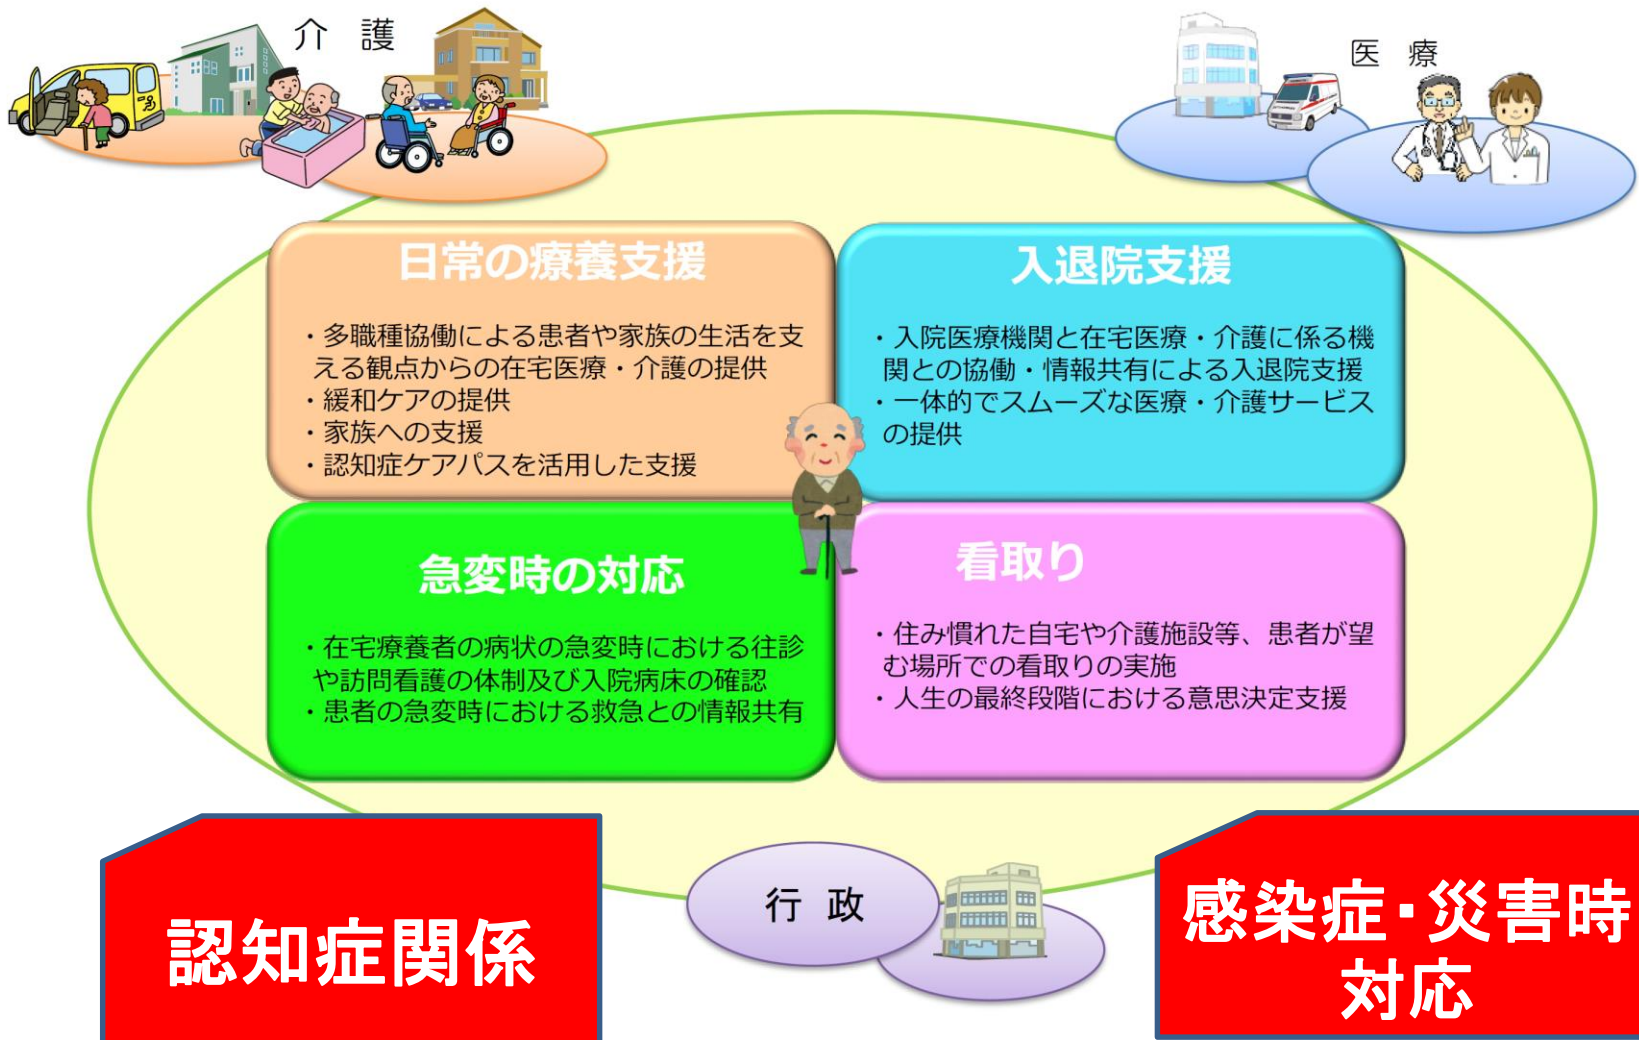 介　護
医　療
日常の療養支援
・多職種協働による患者や家族の生活を支
える観点からの在宅医療・介護の提供
・緩和ケアの提供
・家族への支援
・認知症ケアパスを活用した支援
入退院支援
・入院医療機関と在宅医療・介護に係る機
関との協働・情報共有による入退院支援
・一体的でスムーズな医療・介護サービス
の提供
急変時の対応
・在宅療養者の病状の急変時における往診
や訪問看護の体制及び入院病床の確認
・患者の急変時における救急との情報共有
看取り
・住み慣れた自宅や介護施設等、患者が望
む場所での看取りの実施
・人生の最終段階における意思決定支援
認知症関係
行 政
感染症・災害時
対応